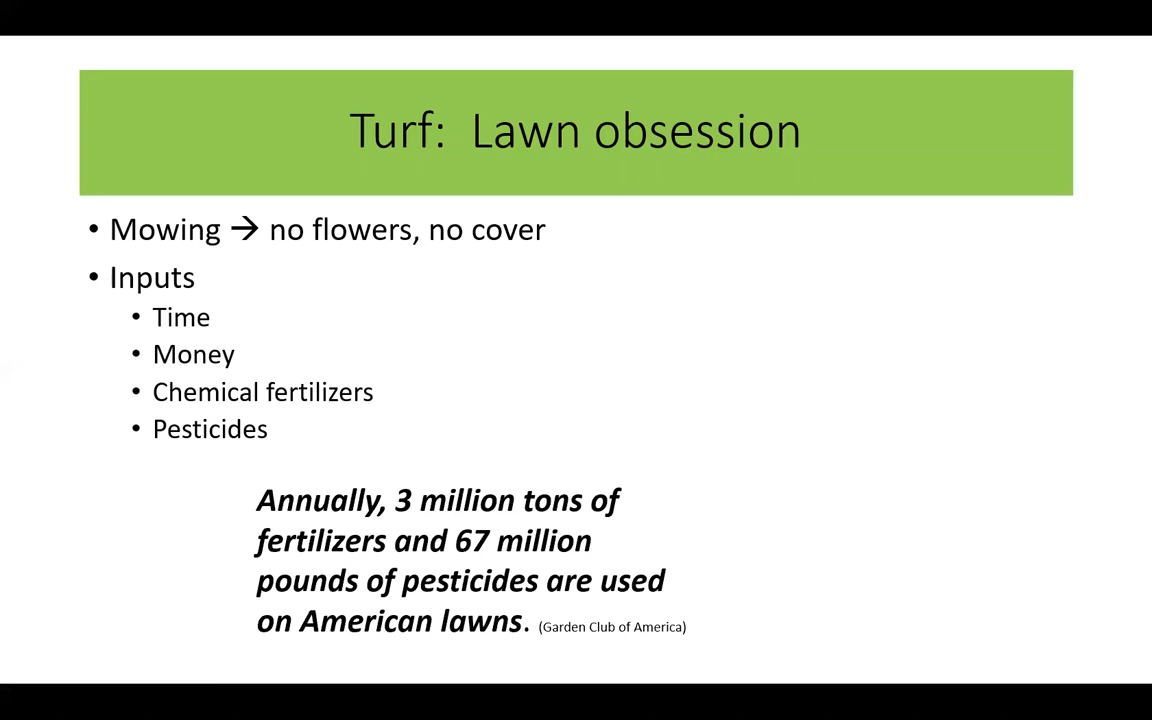 Turf:  Lawn obsession
• Mowing → no flowers, no cover
• Inputs
• Time
• Money
• Chemical fertilizers
• Pesticides
Annually, 3 million tons of
fertilizers and 67 million
pounds of pesticides are used
on American lawns. (Garden Club of America)